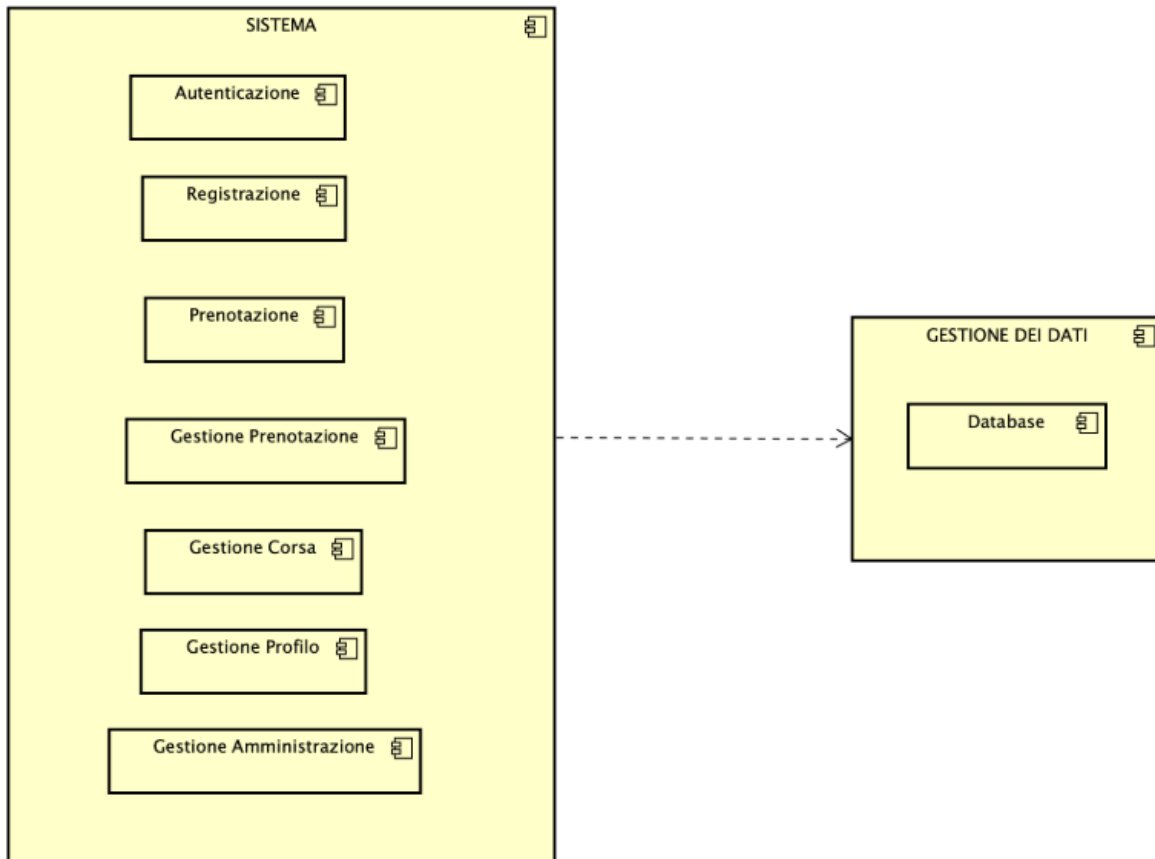 SISTEMA
Autenticazione
Registrazione
Prenotazione
Gestione Prenotazione
Gestione Corsa
Gestione Profilo
Gestione Amministrazione
GESTIONE DEI DATI
Database